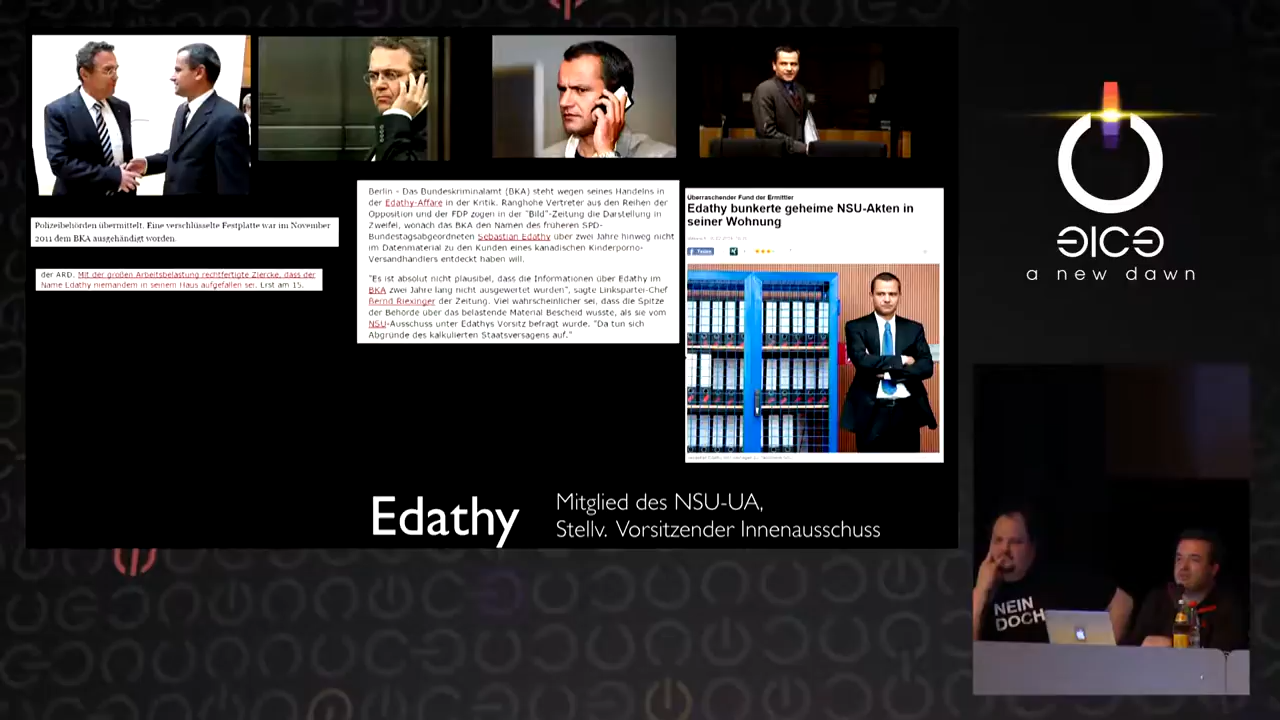 Polizeibehörden übermittelt. Eine verschlüsselte Festplatte war im November
2011 dem BKA ausgehändigt worden.
der ARD. Mit der großen Arbeitsbelastung rechtfertigte Ziercke, dass der
Name Edathy niemandem in seinem Haus aufgefallen sei. Erst am 15.
Berlin - Das Bundeskriminalamt (BKA) steht wegen seines Handelns in
der Edathy-Affäre in der Kritik. Ranghohe Vertreter aus den Reihen der
Opposition und der FDP zogen in der "Bild"-Zeitung die Darstellung in
Zweifel, wonach das BKA den Namen des früheren SPD-
Bundestagsabgeordneten Sebastian Edathy über zwei Jahre hinweg nicht
im Datenmaterial zu den Kunden eines kanadischen Kinderporno-
Versandhändlers entdeckt haben will.
"Es ist absolut nicht plausibel, dass die Informationen über Edathy im
BKA zwei Jahre lang nicht ausgewertet wurden", sagte Linkspartei-Chef
Bernd Riexinger der Zeitung. Viel wahrscheinlicher sei, dass die Spitze
der Behörde über das belastende Material Bescheid wusste, als sie vom
NSU-Ausschuss unter Edathys Vorsitz befragt wurde. "Da tun sich
Abgründe des kalkulierten Staatsversagens auf."
Überraschender Fund der Ermittler
Edathy bunkerte geheime NSU-Akten in
seiner Wohnung
Teilen
Edathy
Mitglied des NSU-UA,
Stellv. Vorsitzender Innenausschuss
a new dawn
NEIN
DOCH